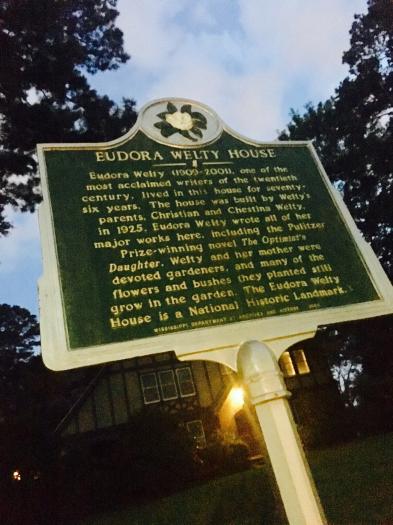 EUDORA WELTY HOUSE
Eudora Welty (1909-2001), one of the
most acclaimed writers of the twentieth
century, lived in this house for seventy-
six years. The house was built by Welty's
parents, Christian and Chestina Welty,
in 1925. Eudora Welty wrote all of her
major works here, including the Pulitzer
Prize-winning novel The Optimist's
Daughter. Welty and her mother were
devoted gardeners, and many of the
flowers and bushes they planted still
grow in the garden. The Eudora Welty
House is a National Historic Landmark.
MISSISSIPPI DEPARTMENT OF ARCHIVES AND HISTORY